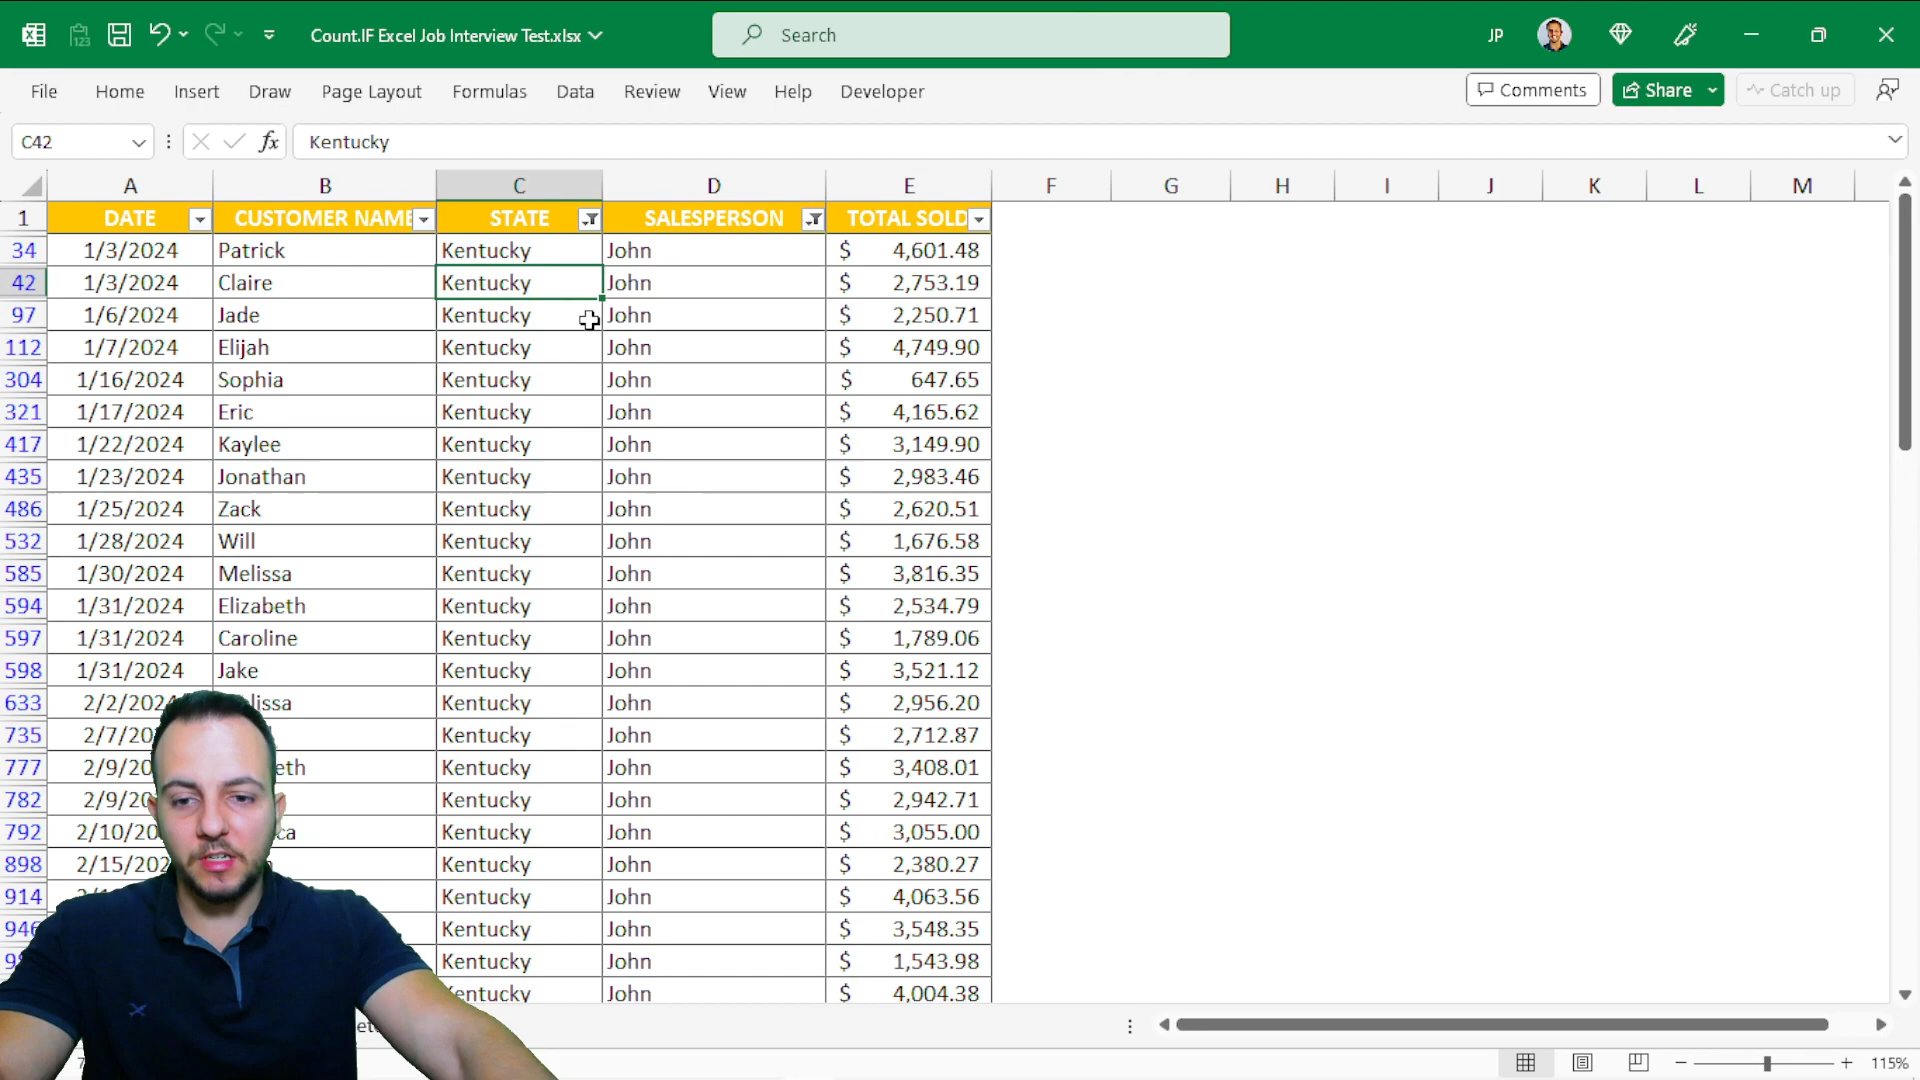 Count.IF Excel Job Interview Test.xlsx
Search
JP
File Home Insert Draw Page Layout Formulas Data Review View Help Developer
Comments Share Catch up
C42 fx Kentucky
A B C D E F G H I J K L M
1 DATE CUSTOMER NAME STATE SALESPERSON TOTAL SOLD
34 1/3/2024 Patrick Kentucky John $ 4,601.48
42 1/3/2024 Claire Kentucky John $ 2,753.19
97 1/6/2024 Jade Kentucky John $ 2,250.71
112 1/7/2024 Elijah Kentucky John $ 4,749.90
304 1/16/2024 Sophia Kentucky John $ 647.65
321 1/17/2024 Eric Kentucky John $ 4,165.62
417 1/22/2024 Kaylee Kentucky John $ 3,149.90
435 1/23/2024 Jonathan Kentucky John $ 2,983.46
486 1/25/2024 Zack Kentucky John $ 2,620.51
532 1/28/2024 Will Kentucky John $ 1,676.58
585 1/30/2024 Melissa Kentucky John $ 3,816.35
594 1/31/2024 Elizabeth Kentucky John $ 2,534.79
597 1/31/2024 Caroline Kentucky John $ 1,789.06
598 1/31/2024 Jake Kentucky John $ 3,521.12
633 2/2/2024 lissa Kentucky John $ 2,956.20
735 2/7/20 Kentucky John $ 2,712.87
777 2/9/20 eth Kentucky John $ 3,408.01
782 2/9/20 Kentucky John $ 2,942.71
792 2/10/20 ca Kentucky John $ 3,055.00
898 2/15/202 Kentucky John $ 2,380.27
914 Kentucky John $ 4,063.56
946 Kentucky John $ 3,548.35
Kentucky John $ 1,543.98
Kentucky John $ 4,004.38
115%